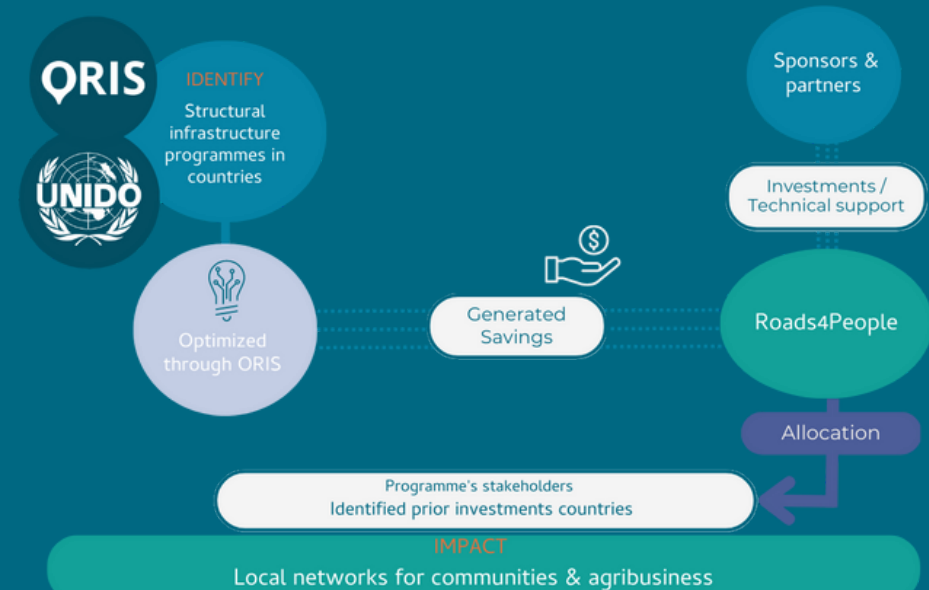 ORIS
UNIDO
IDENTIFY
Structural
infrastructure
programmes in
countries
Sponsors &
partners
Investments /
Technical support
$
Optimized
through ORIS
Generated
Savings
Roads4People
Allocation
Programme's stakeholders
Identified prior investments countries
IMPACT
Local networks for communities & agribusiness